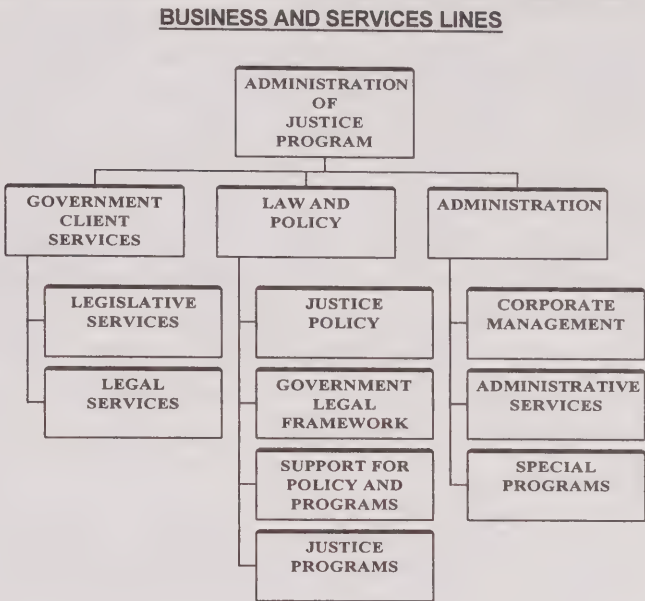 BUSINESS AND SERVICES LINES
ADMINISTRATION
OF
JUSTICE
PROGRAM
GOVERNMENT
CLIENT
SERVICES
LAW AND
POLICY
ADMINISTRATION
LEGISLATIVE
SERVICES
LEGAL
SERVICES
JUSTICE
POLICY
GOVERNMENT
LEGAL
FRAMEWORK
SUPPORT FOR
POLICY AND
PROGRAMS
JUSTICE
PROGRAMS
CORPORATE
MANAGEMENT
ADMINISTRATIVE
SERVICES
SPECIAL
PROGRAMS